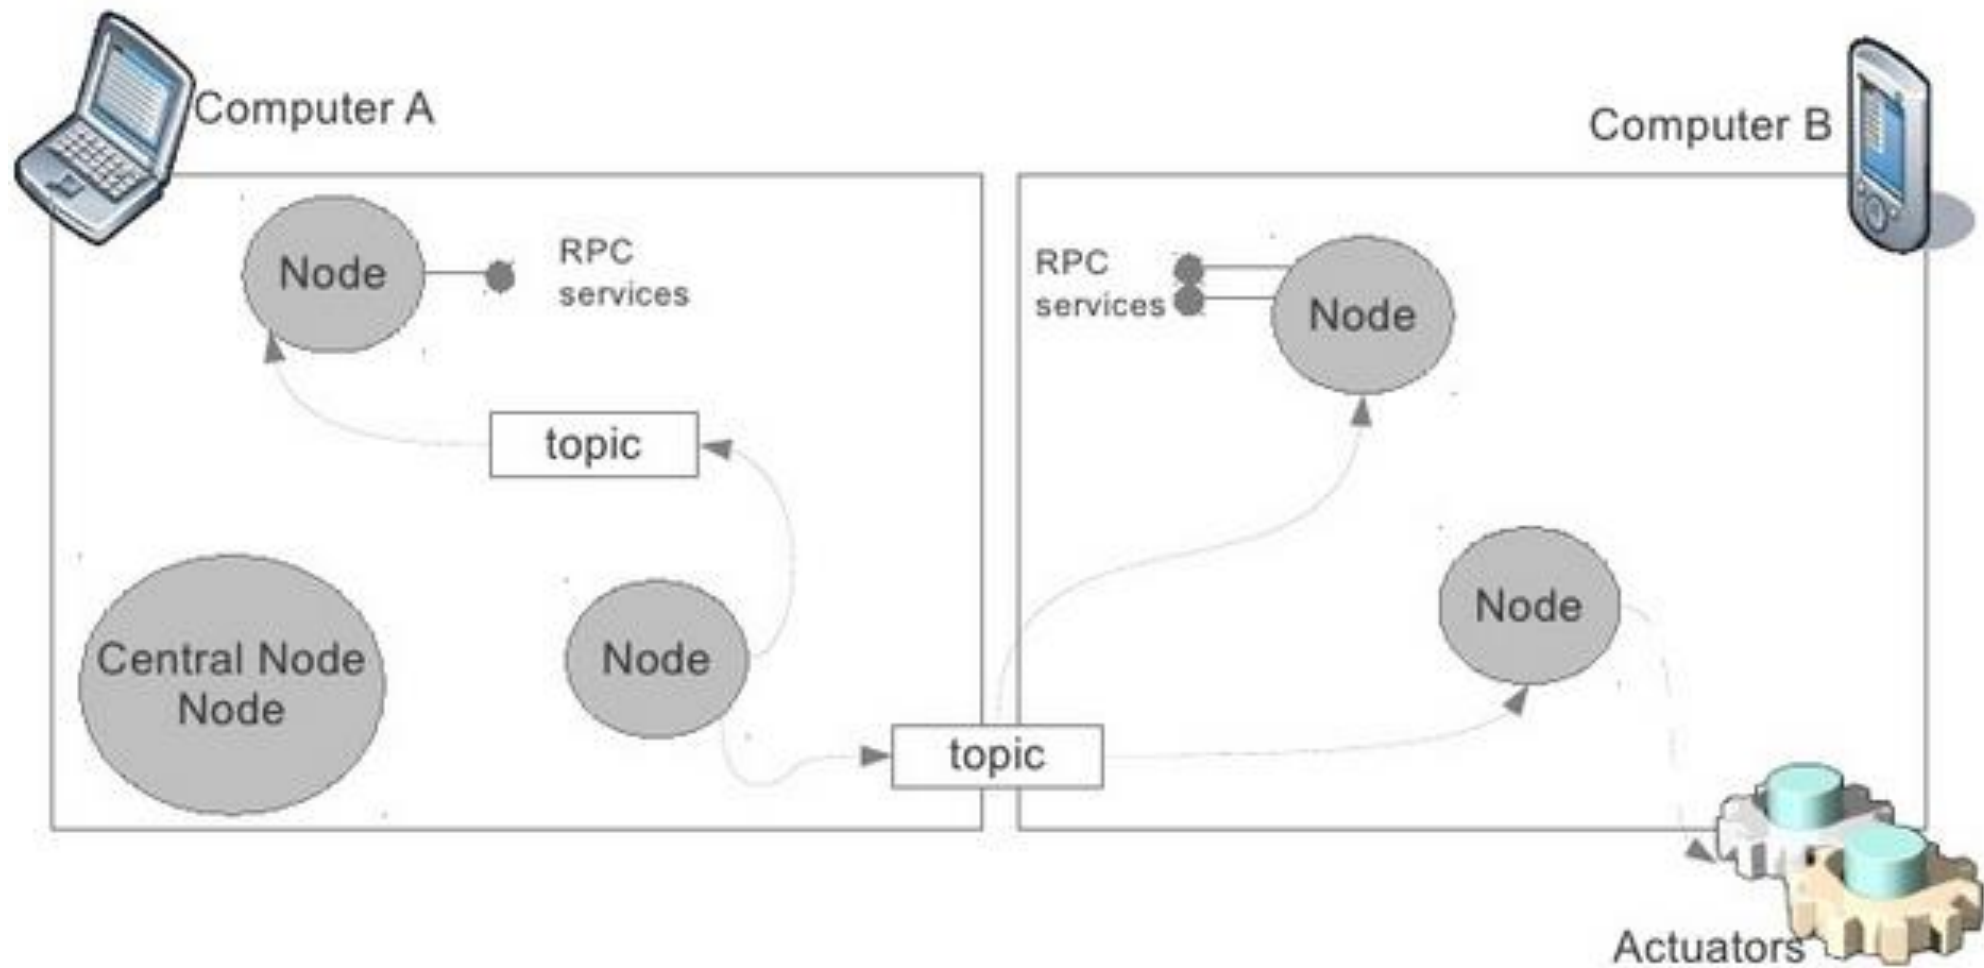 Computer A
Computer B
Node
RPC
services
RPC
services
Node
topic
Node
Central Node
Node
Node
topic
Actuators